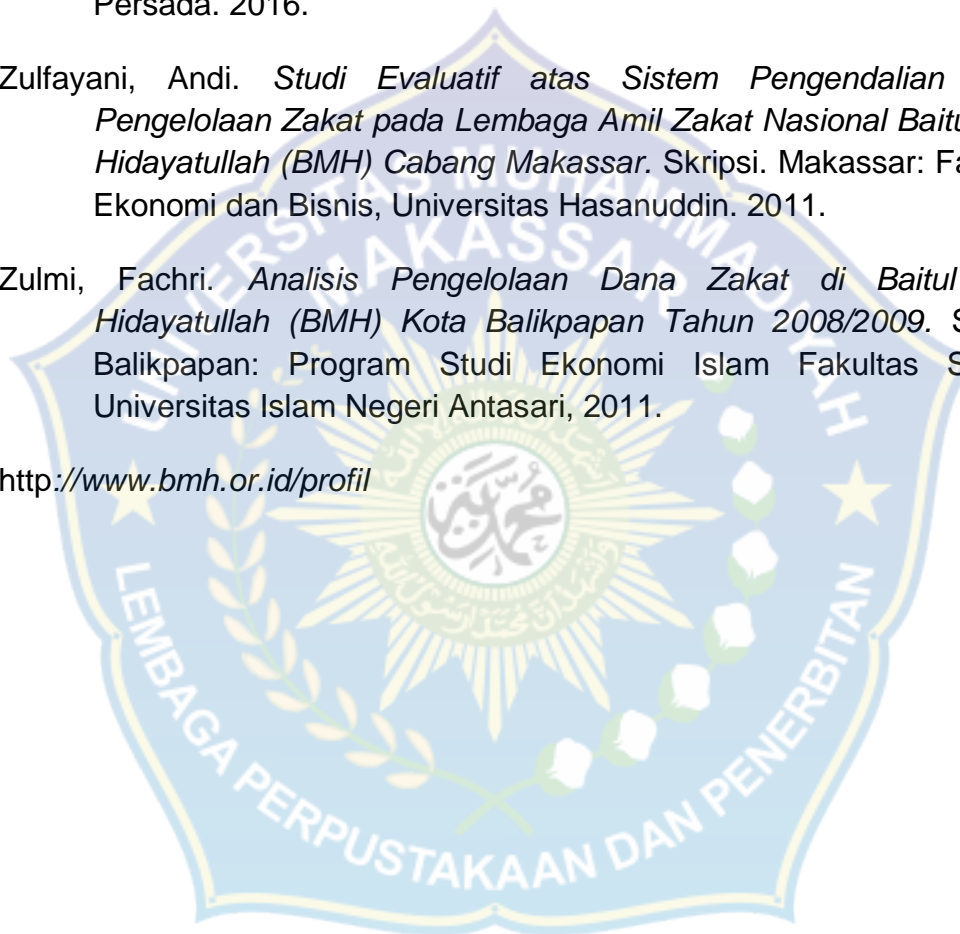 Persada. 2016.
Zulfayani, Andi. Studi Evaluatif atas Sistem Pengendalian
Pengelolaan Zakat pada Lembaga Amil Zakat Nasional Baitu
Hidayatullah (BMH) Cabang Makassar. Skripsi. Makassar: Fa
Ekonomi dan Bisnis, Universitas Hasanuddin. 2011.
Zulmi, Fachri. Analisis Pengelolaan Dana Zakat di Baitul
Hidayatullah (BMH) Kota Balikpapan Tahun 2008/2009. S
Balikpapan: Program Studi Ekonomi Islam Fakultas S
Universitas Islam Negeri Antasari, 2011.
http://www.bmh.or.id/profil
UNIVERSITAS MUHAMMADIYAH
MAKASSAR
LEMBAGA PERPUSTAKAAN DAN PENERBITAN